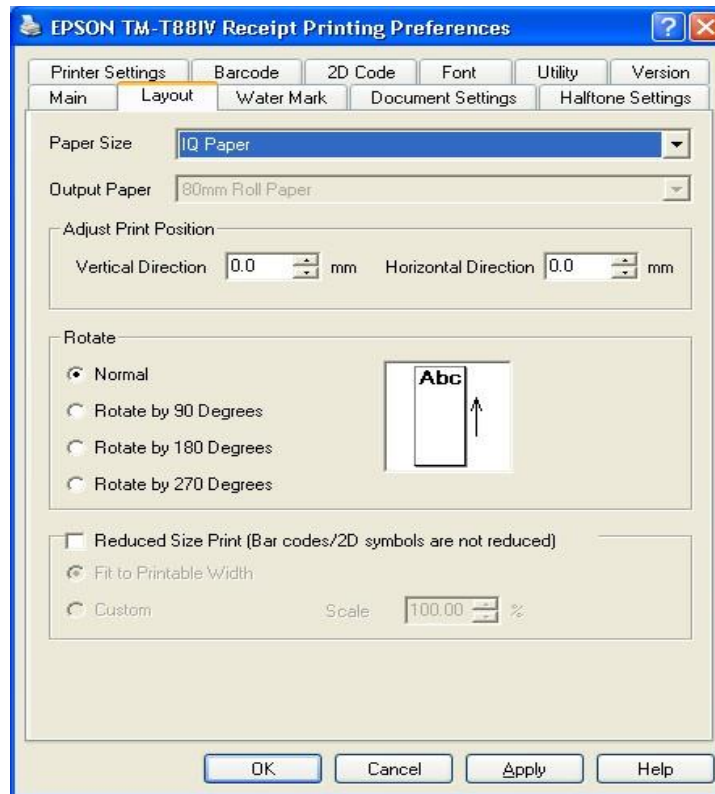 EPSON TM-T88IV Receipt Printing Preferences
Printer Settings Barcode 2D Code Font Utility Version
Main Layout Water Mark Document Settings Halftone Settings
Paper Size IQ Paper
Output Paper 80mm Roll Paper
Adjust Print Position
Vertical Direction 0.0 mm Horizontal Direction 0.0 mm
Rotate
Normal
Abc
Rotate by 90 Degrees
Rotate by 180 Degrees
Rotate by 270 Degrees
Reduced Size Print (Bar codes/2D symbols are not reduced)
Fit to Printable Width
Custom Scale 100.00 %
OK Cancel Apply Help